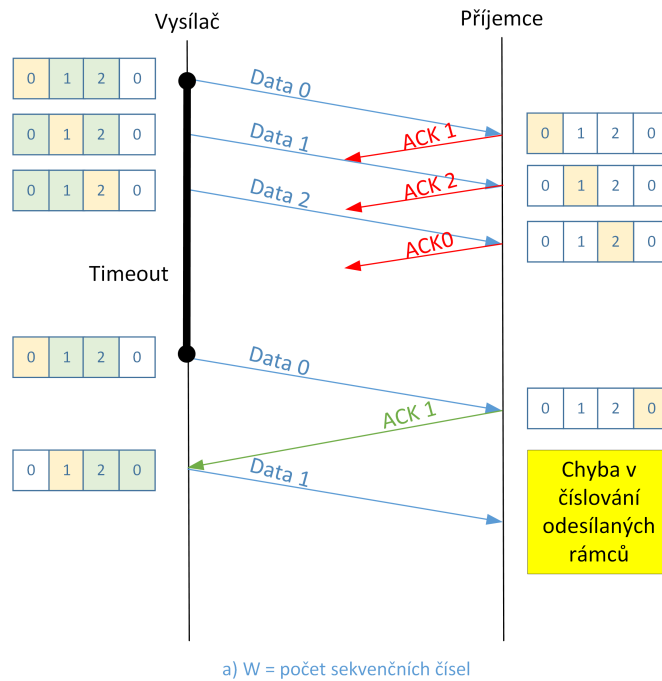 Vysílač
Příjemce
0 1 2 0
Data 0
0 1 2 0
ACK 1
0 1 2 0
Data 1
0 1 2 0
ACK 2
0 1 2 0
Data 2
0 1 2 0
ACK0
Timeout
0 1 2 0
Data 0
0 1 2 0
ACK 1
0 1 2 0
Data 1
Chyba v
číslování
odesílaných
rámců
a) W = počet sekvenčních čísel